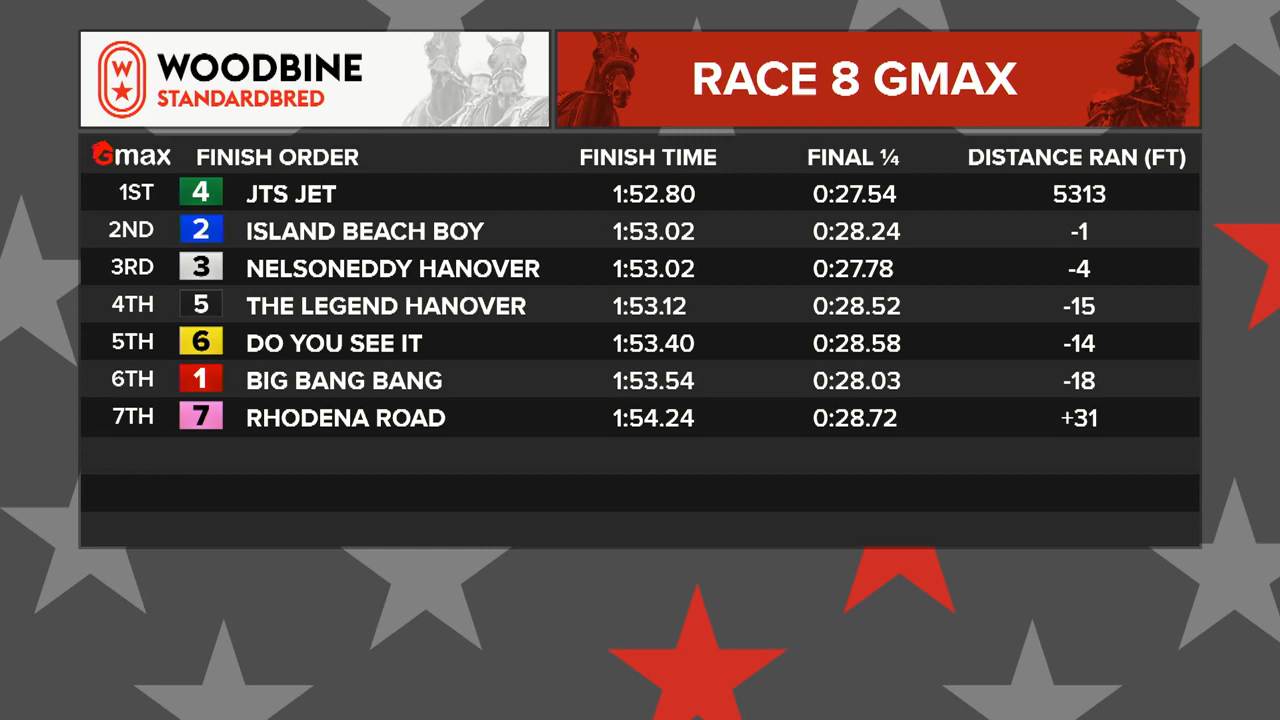 W
WOODBINE
STANDARDBRED
RACE 8 GMAX
Gmax FINISH ORDER FINISH TIME FINAL ¼ DISTANCE RAN (FT)
1ST 4 JTS JET 1:52.80 0:27.54 5313
2ND 2 ISLAND BEACH BOY 1:53.02 0:28.24 -1
3RD 3 NELSONEDDY HANOVER 1:53.02 0:27.78 -4
4TH 5 THE LEGEND HANOVER 1:53.12 0:28.52 -15
5TH 6 DO YOU SEE IT 1:53.40 0:28.58 -14
6TH 1 BIG BANG BANG 1:53.54 0:28.03 -18
7TH 7 RHODENA ROAD 1:54.24 0:28.72 +31